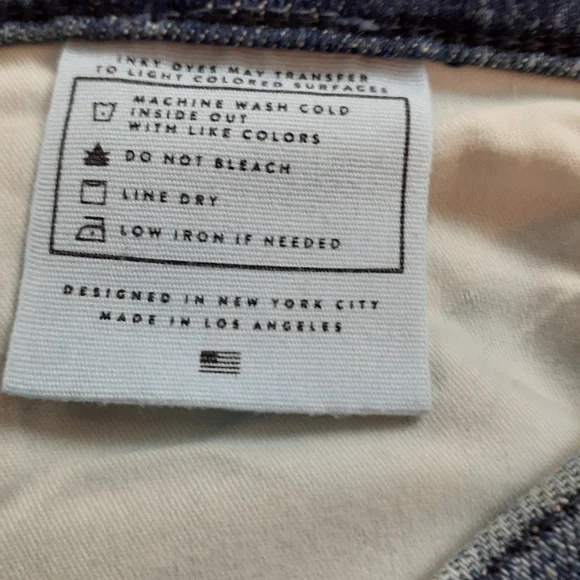 INKY DYES MAY TRANSFER
TO LIGHT COLORED SURFACES
MACHINE WASH COLD
INSIDE OUT
WITH LIKE COLORS
DO NOT BLEACH
LINE DRY
LOW IRON IF NEEDED
DESIGNED IN NEW YORK CITY
MADE IN LOS ANGELES